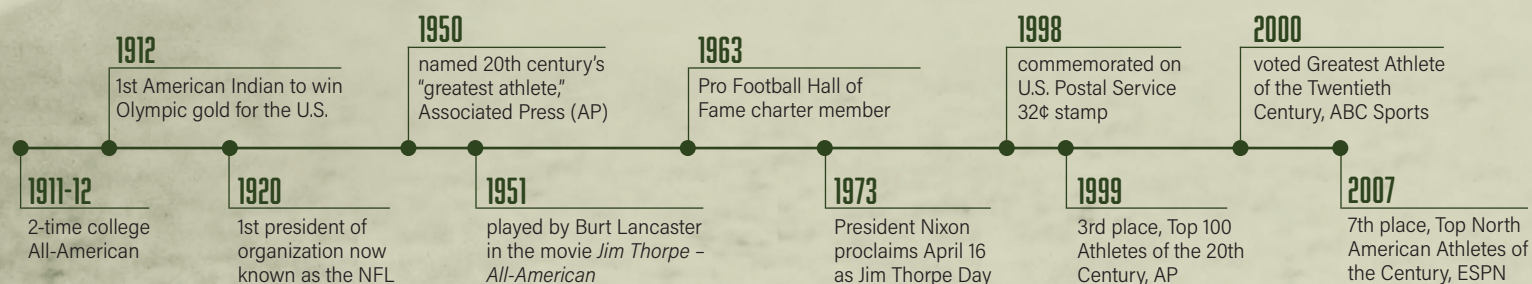 1911-12
2-time college
All-American
1912
1st American Indian to win
Olympic gold for the U.S.
1920
1st president of
organization now
known as the NFL
1950
named 20th century's
"greatest athlete,"
Associated Press (AP)
1951
played by Burt Lancaster
in the movie Jim Thorpe –
All-American
1963
Pro Football Hall of
Fame charter member
1973
President Nixon
proclaims April 16
as Jim Thorpe Day
1998
commemorated on
U.S. Postal Service
32¢ stamp
1999
3rd place, Top 100
Athletes of the 20th
Century, AP
2000
voted Greatest Athlete
of the Twentieth
Century, ABC Sports
2007
7th place, Top North
American Athletes of
the Century, ESPN